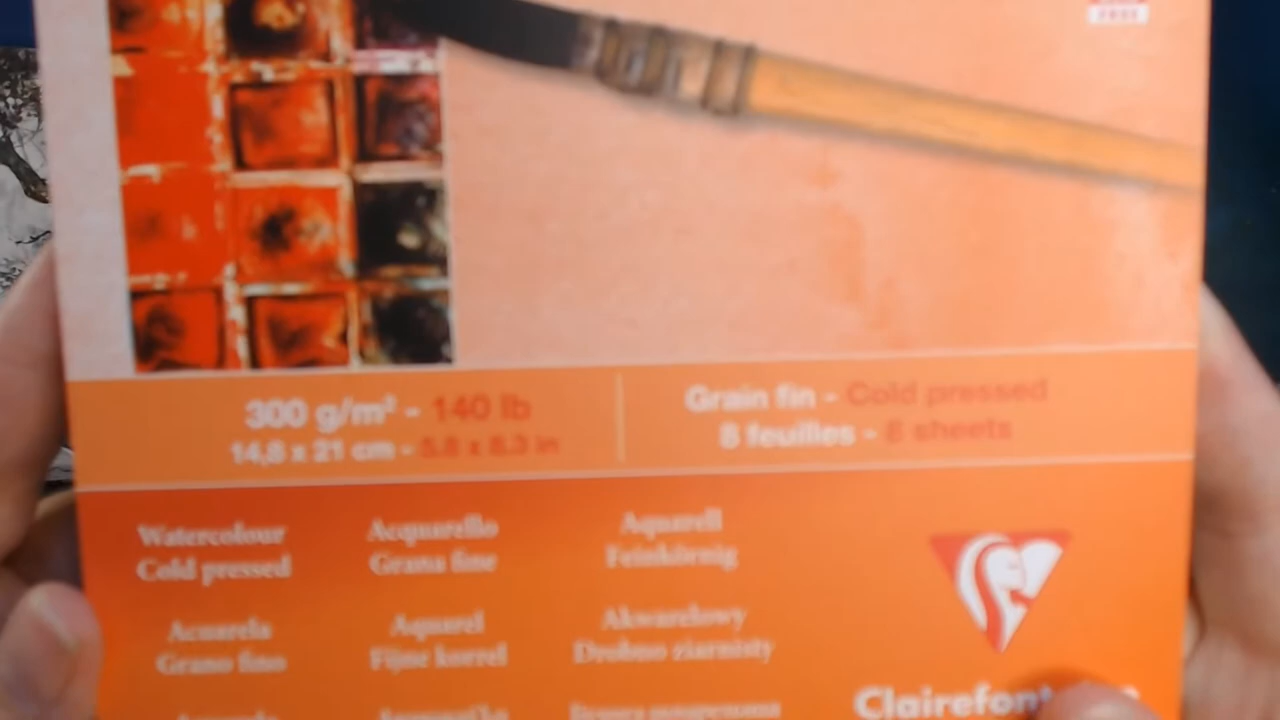 FREE
300 g/m² - 140 lb
14,8 x 21 cm - 5.8 x 8.3 in
Grain fin - Cold pressed
8 feuilles - 8 sheets
Watercolour
Cold pressed
Acquarello
Grana fine
Aquarell
Feinkörnig
Acuarela
Grano fino
Aquarel
Fijne korrel
Akwarelowy
Drobno ziarnisty